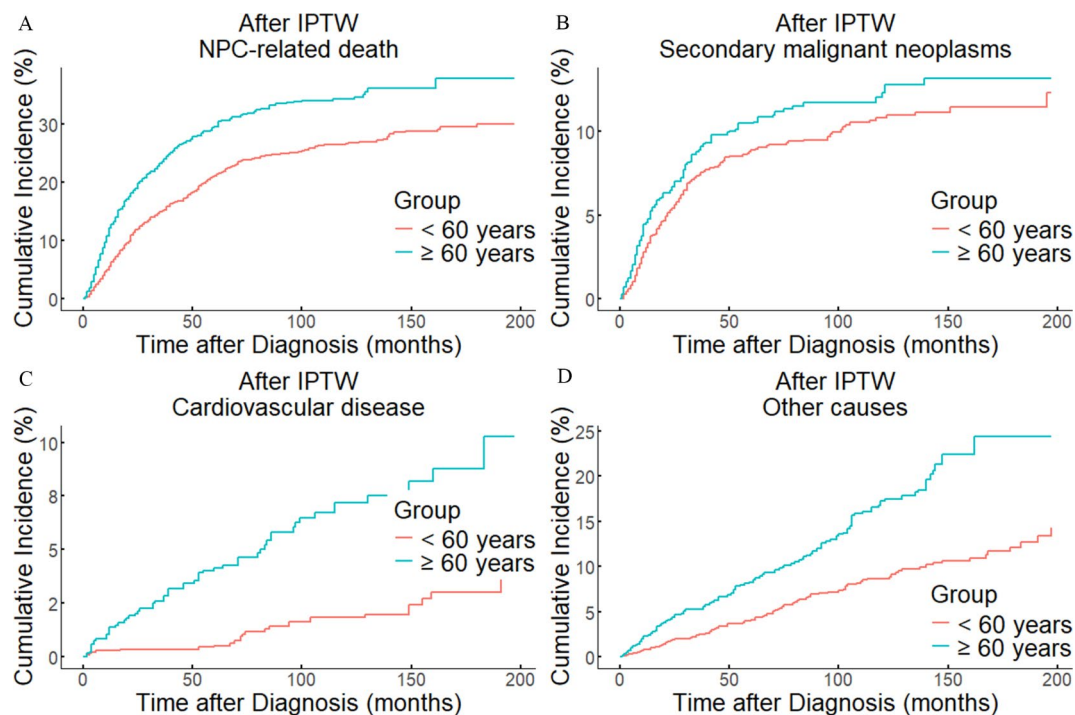 A
After IPTW
NPC-related death
Cumulative Incidence (%)
30
20
10
0
0 50 100 150 200
Time after Diagnosis (months)
Group
< 60 years
≥ 60 years
B
After IPTW
Secondary malignant neoplasms
Cumulative Incidence (%)
10
5
0
0 50 100 150 200
Time after Diagnosis (months)
Group
< 60 years
≥ 60 years
C
After IPTW
Cardiovascular disease
Cumulative Incidence (%)
10
8
5
2
0
0 50 100 150 200
Time after Diagnosis (months)
Group
< 60 years
≥ 60 years
D
After IPTW
Other causes
Cumulative Incidence (%)
25
20
15
10
5
0
0 50 100 150 200
Time after Diagnosis (months)
Group
< 60 years
≥ 60 years